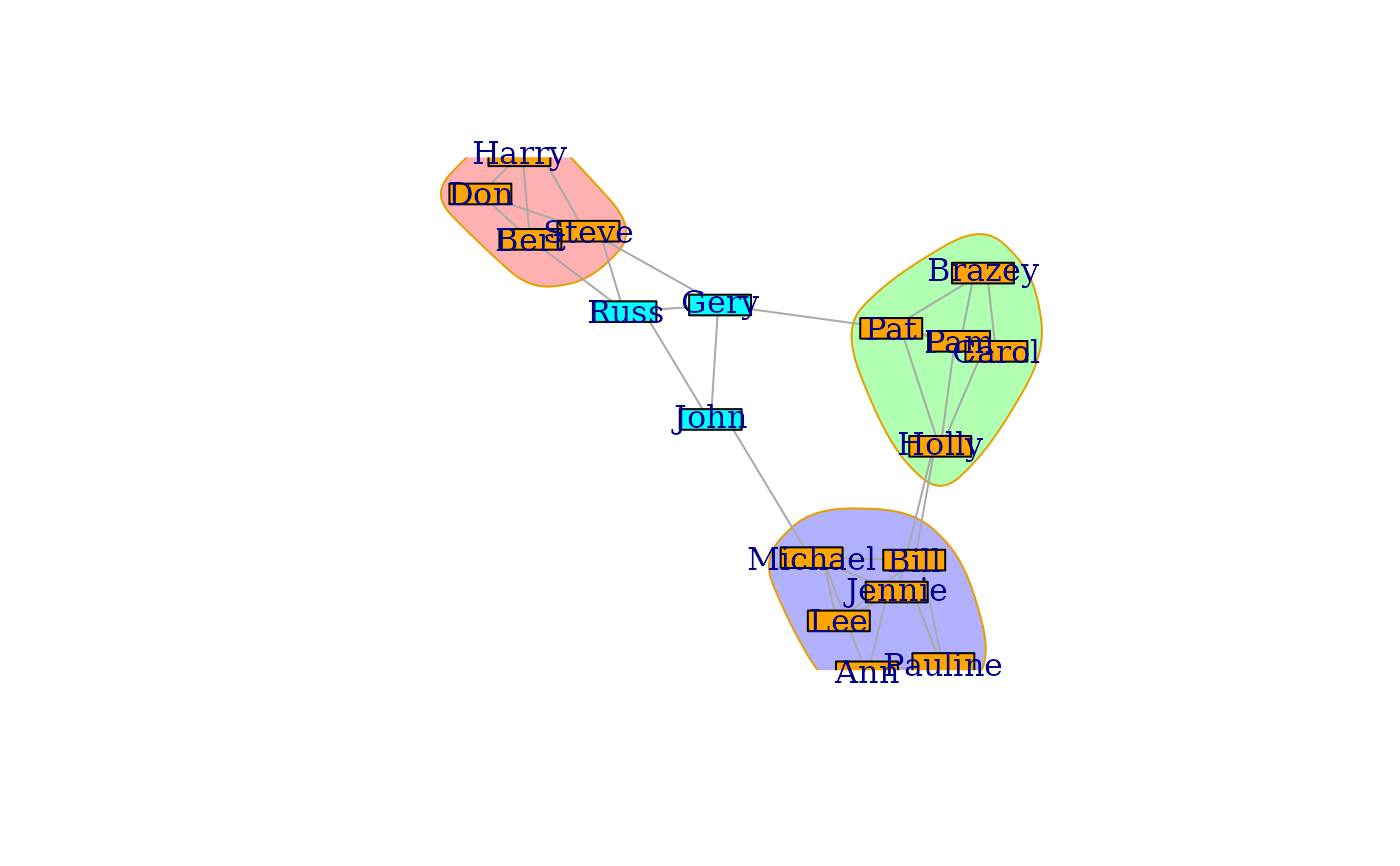 Harry
Don
Bert
Steve
Russ
Gery
Brazey
Pat
Pam
Carol
John
Holly
Michael
Bill
Jennie
Lee
Ann
Pauline